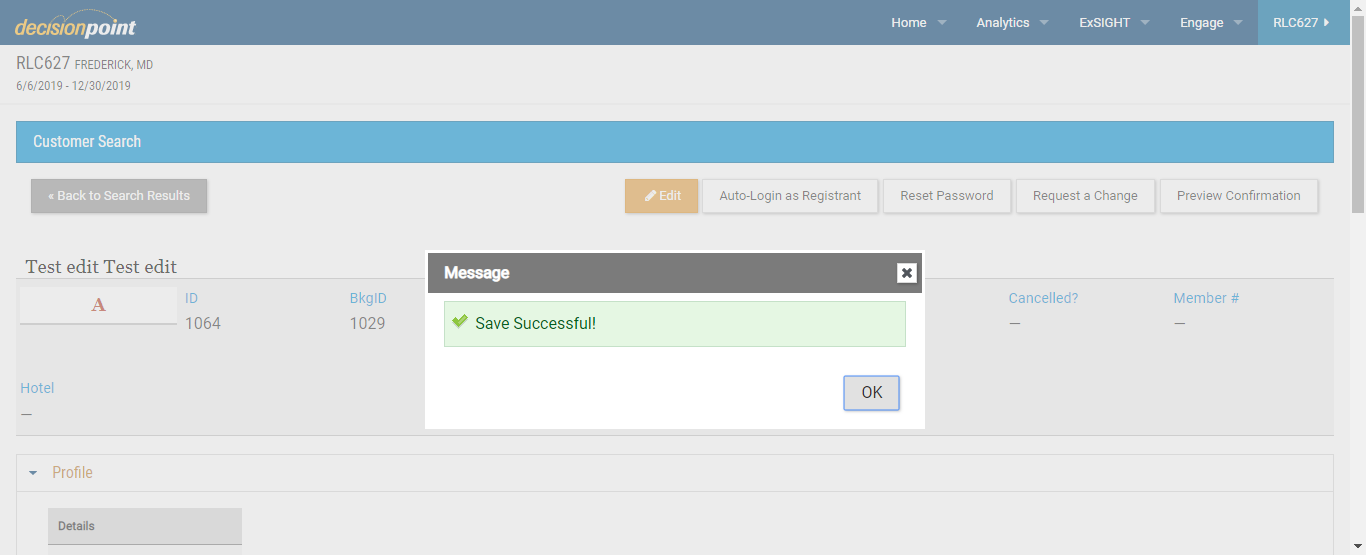 decisionpoint
Home Analytics ExSIGHT Engage RLC627
RLC627 FREDERICK, MD
6/6/2019 - 12/30/2019
Customer Search
« Back to Search Results Edit Auto-Login as Registrant Reset Password Request a Change Preview Confirmation
Test edit Test edit
Message
Save Successful!
OK
A
ID BkgID Cancelled? Member #
1064 1029 — —
Hotel
—
Profile
Details